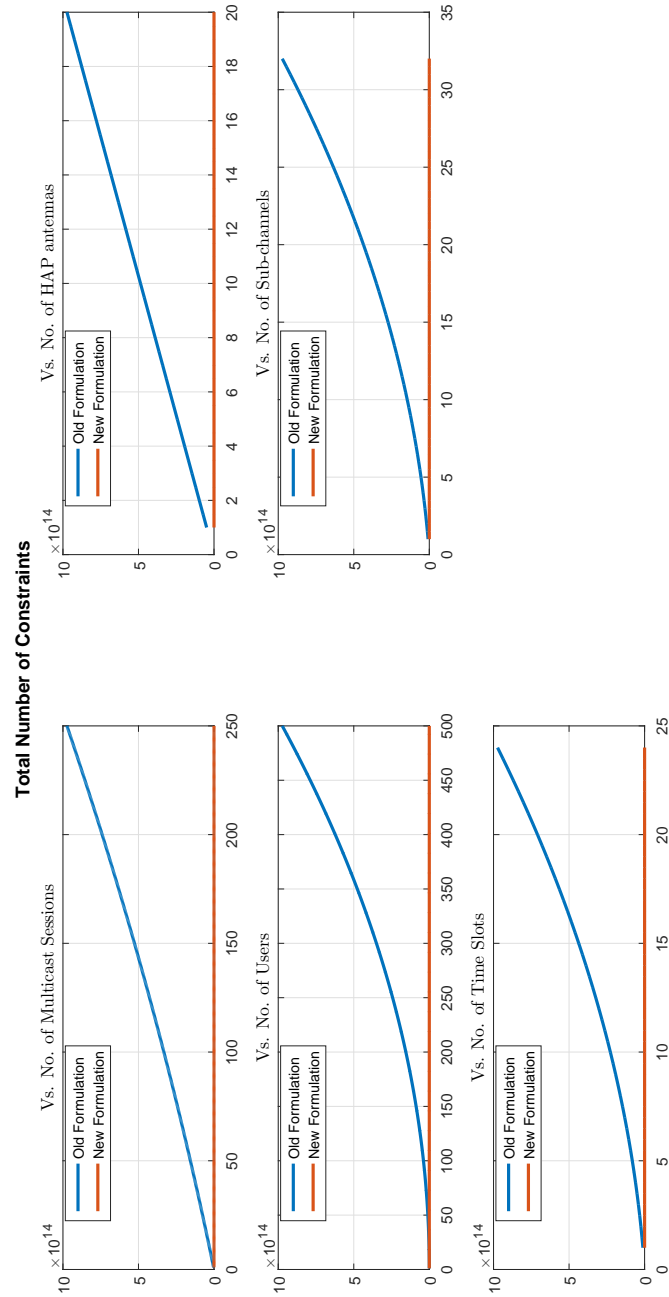 Total Number of Constraints
Vs. No. of Multicast Sessions
×10^14
10
5
0
0 50 100 150 200 250
Old Formulation
New Formulation
Vs. No. of HAP antennas
×10^14
10
5
0
0 2 4 6 8 10 12 14 16 18 20
Old Formulation
New Formulation
Vs. No. of Users
×10^14
10
5
0
0 50 100 150 200 250 300 350 400 450 500
Old Formulation
New Formulation
Vs. No. of Sub-channels
×10^14
10
5
0
0 5 10 15 20 25 30 35
Old Formulation
New Formulation
Vs. No. of Time Slots
×10^14
10
5
0
0 5 10 15 20 25
Old Formulation
New Formulation